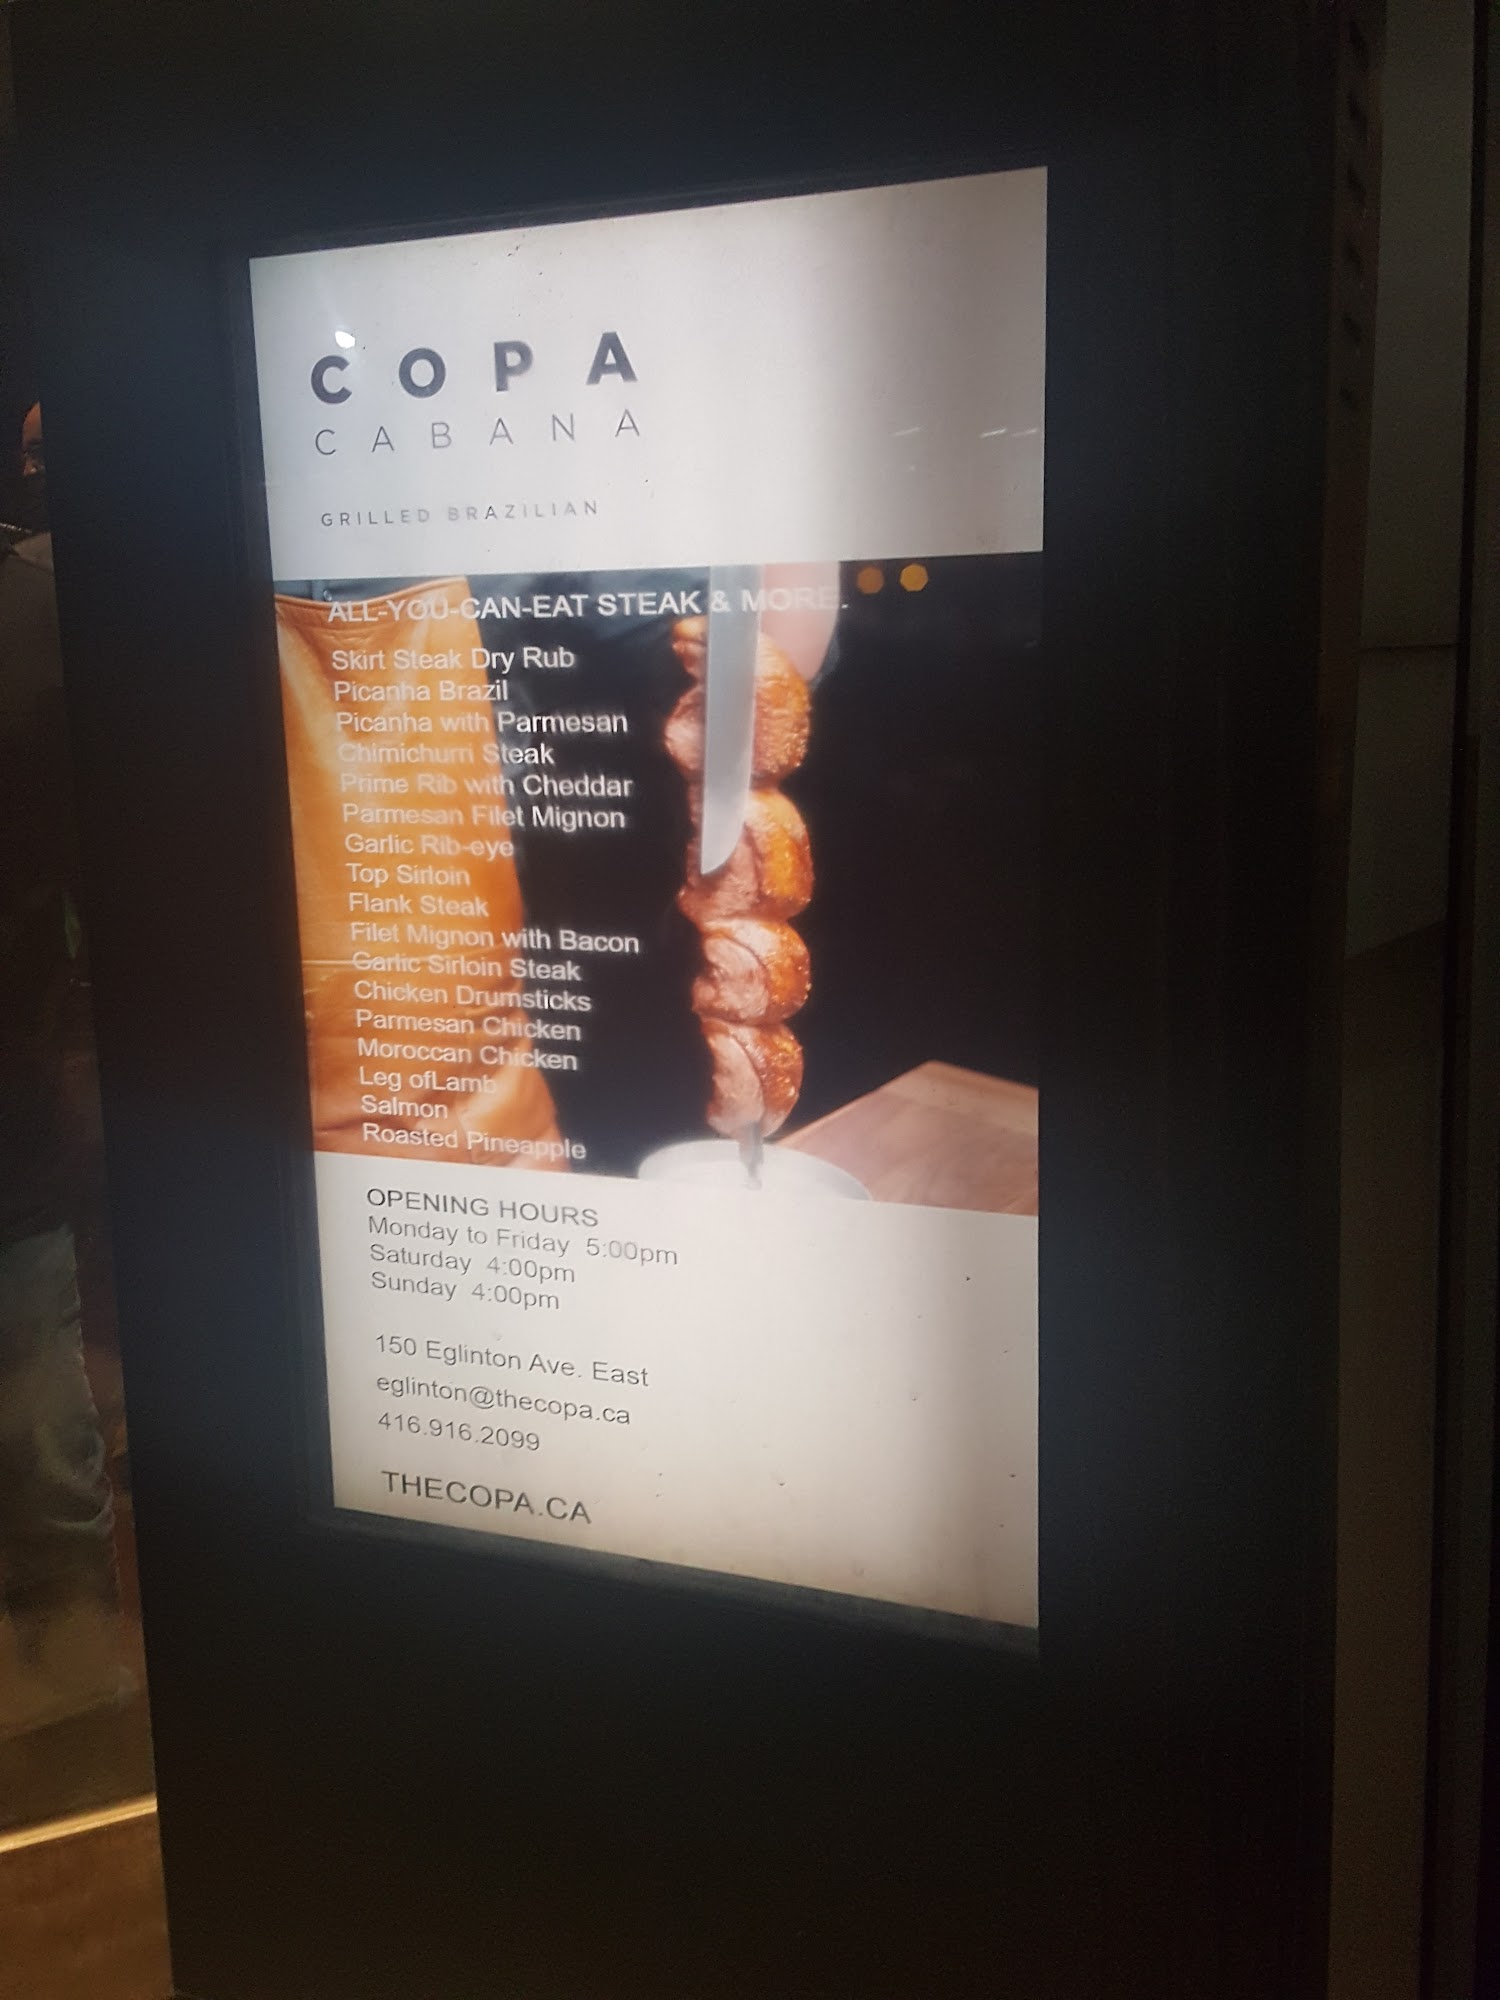 COPA
CABANA
GRILLED BRAZILIAN
ALL-YOU-CAN-EAT STEAK & MORE.
Skirt Steak Dry Rub
Picanha Brazil
Picanha with Parmesan
Chimichurri Steak
Prime Rib with Cheddar
Parmesan Filet Mignon
Garlic Rib-eye
Top Sirloin
Flank Steak
Filet Mignon with Bacon
Garlic Sirloin Steak
Chicken Drumsticks
Parmesan Chicken
Moroccan Chicken
Leg ofLamb
Salmon
Roasted Pineapple
OPENING HOURS
Monday to Friday 5:00pm
Saturday 4:00pm
Sunday 4:00pm
150 Eglinton Ave. East
eglinton@thecopa.ca
416.916.2099
THECOPA.CA